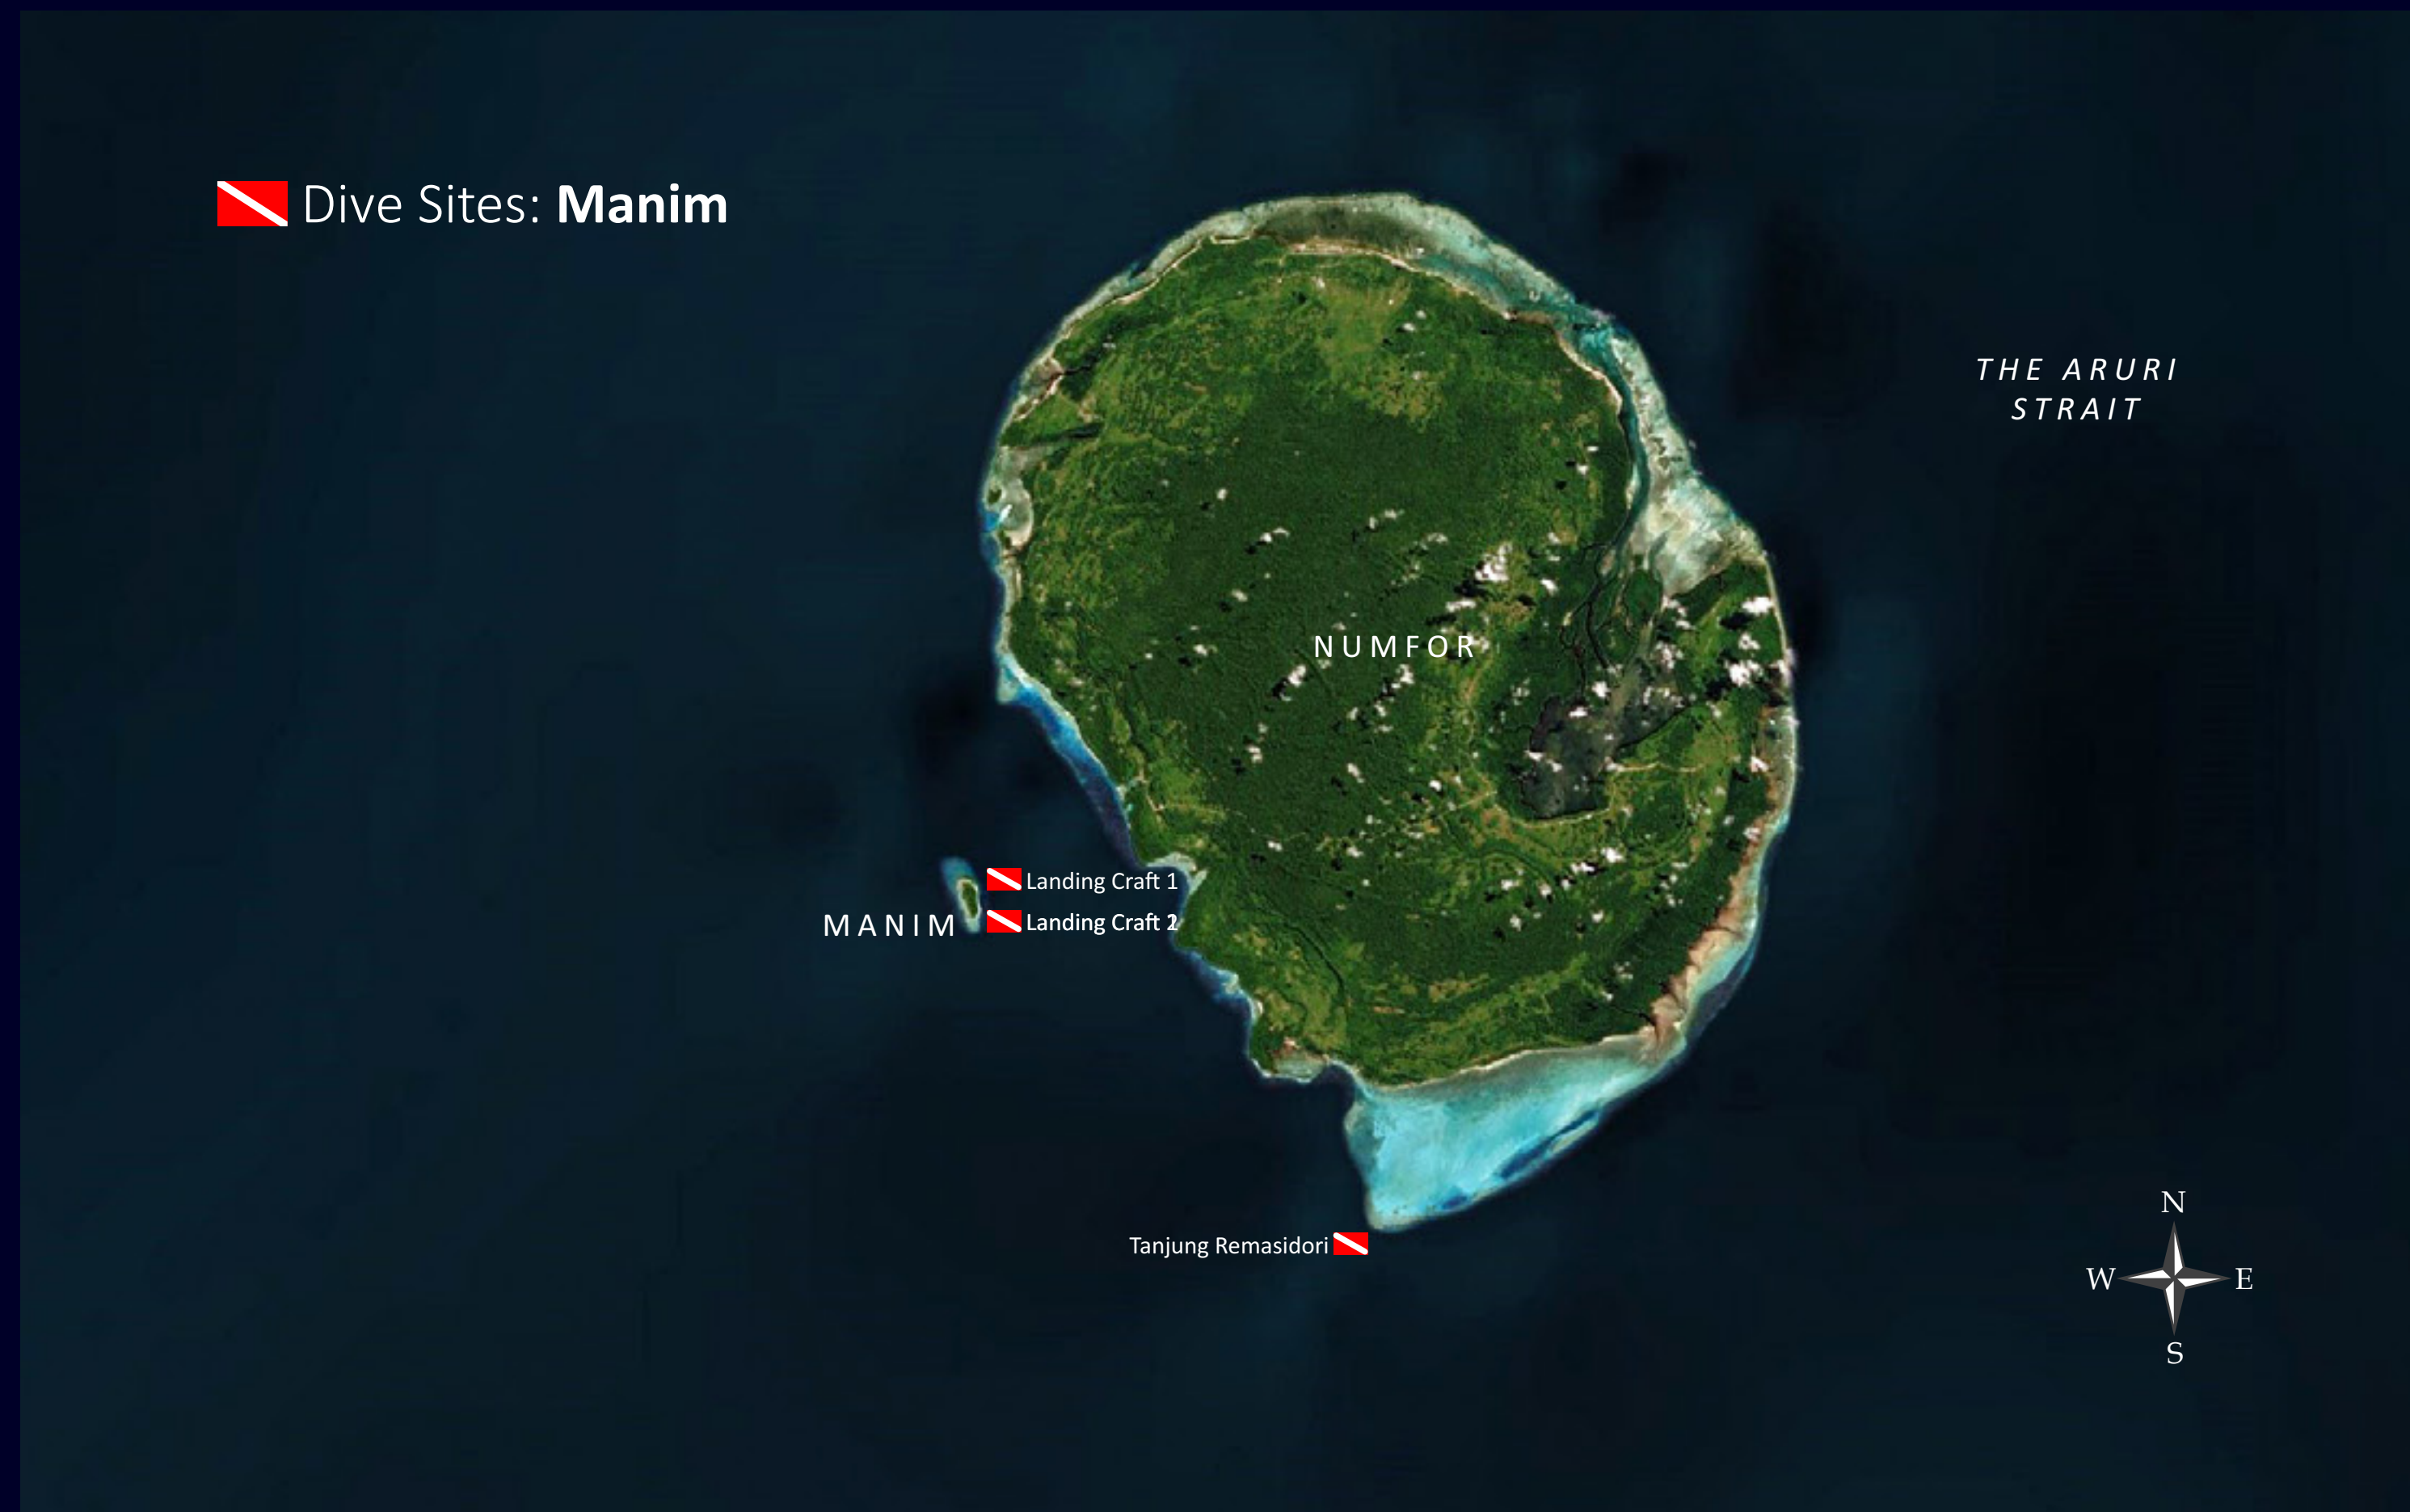 Dive Sites: Manim
THE ARURI
STRAIT
NUMFOR
Landing Craft 1
MANIM
Landing Craft 2
Tanjung Remasidori
N
W
E
S